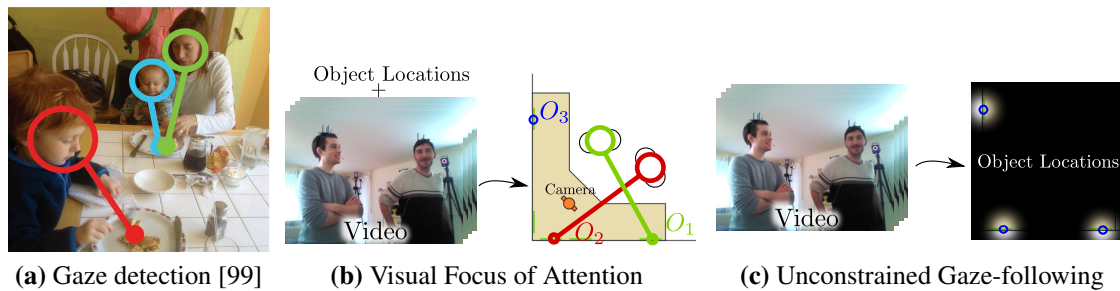 Object Locations
+
Video
O₃
Camera
O₂
O₁
Video
Object Locations
(a) Gaze detection [99]
(b) Visual Focus of Attention
(c) Unconstrained Gaze-following